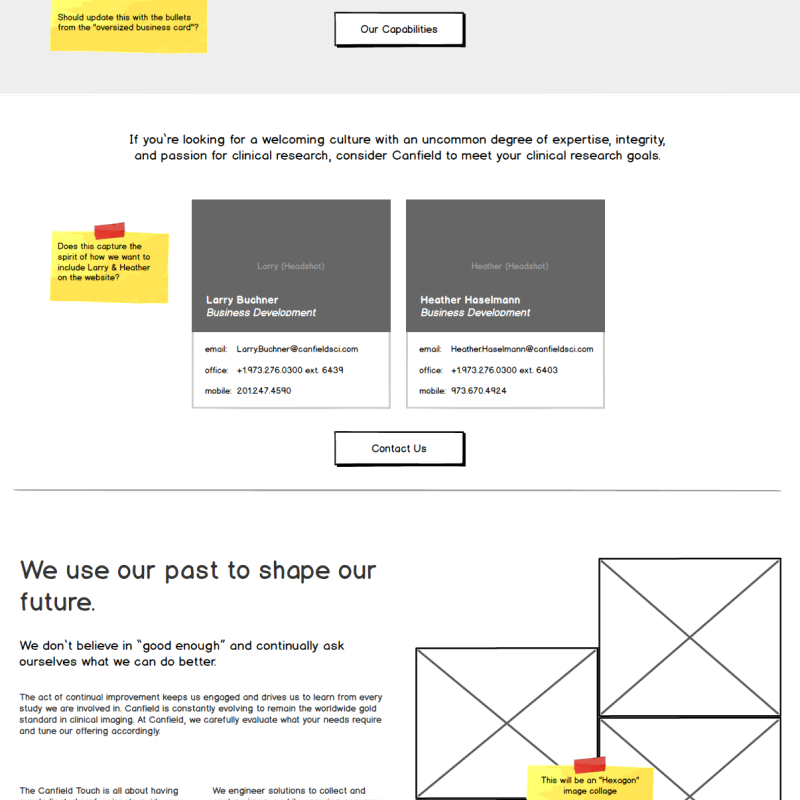 Should update this with the bullets
from the "oversized business card"?
Our Capabilities
If you're looking for a welcoming culture with an uncommon degree of expertise, integrity,
and passion for clinical research, consider Canfield to meet your clinical research goals.
Does this capture the
spirit of how we want to
include Larry & Heather
on the website?
Larry (Headshot)
Larry Buchner
Business Development
email: Larry.Buchner@canfieldsci.com
office: +1.973.276.0300 ext. 6439
mobile: 201.247.4590
Heather (Headshot)
Heather Haselmann
Business Development
email: Heather.Haselmann@canfieldsci.com
office: +1.973.276.0300 ext. 6403
mobile: 973.670.4924
Contact Us
We use our past to shape our
future.
We don't believe in "good enough" and continually ask
ourselves what we can do better.
The act of continual improvement keeps us engaged and drives us to learn from every
study we are involved in. Canfield is constantly evolving to remain the worldwide gold
standard in clinical imaging. At Canfield, we carefully evaluate what your needs require
and tune our offering accordingly.
The Canfield Touch is all about having
We engineer solutions to collect and
This will be an "Hexagon"
image collage